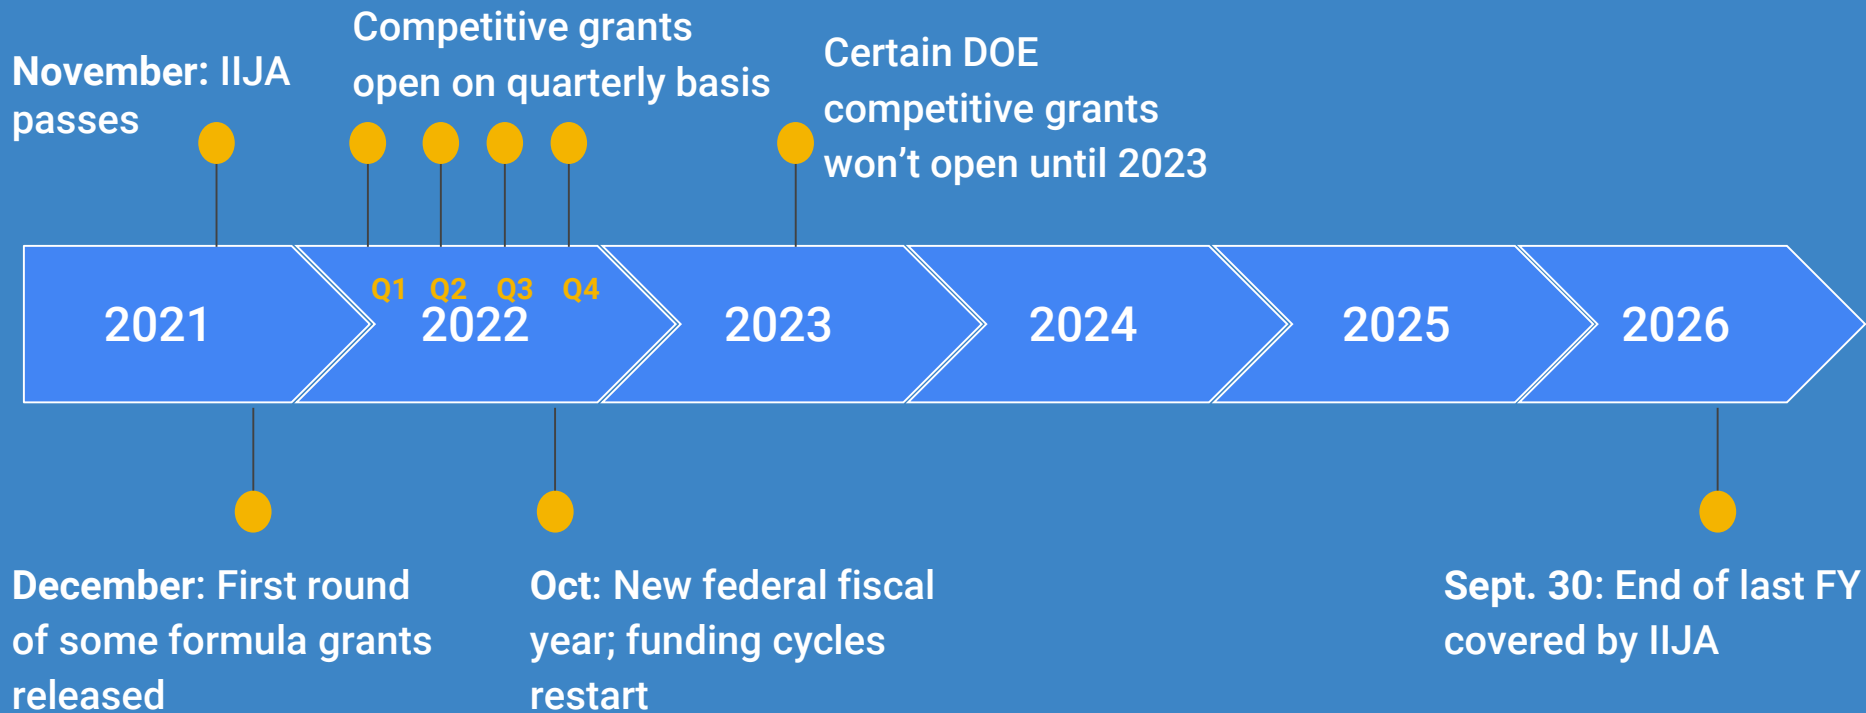 November: IIJA
passes
Competitive grants
open on quarterly basis
Certain DOE
competitive grants
won’t open until 2023
Q1 Q2 Q3 Q4
2021 2022 2023 2024 2025 2026
December: First round
of some formula grants
released
Oct: New federal fiscal
year; funding cycles
restart
Sept. 30: End of last FY
covered by IIJA